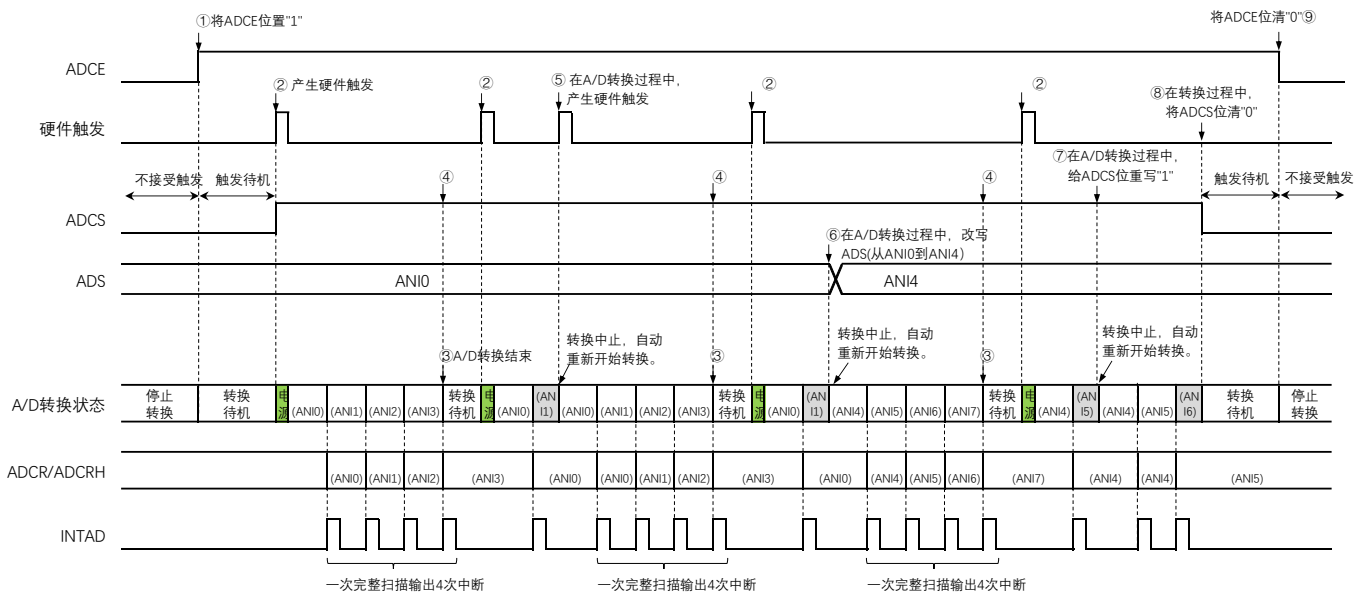 ①将ADCE位置"1"
将ADCE位清"0"⑨
ADCE
②产生硬件触发
②
⑤在A/D转换过程中，
产生硬件触发
②
②
⑧在转换过程中，
将ADCS位清"0"
硬件触发
不接受触发
触发待机
④
④
④
⑦在A/D转换过程中，
给ADCS位重写"1"
触发待机
不接受触发
ADCS
⑥在A/D转换过程中，改写
ADS(从ANI0到ANI4)
ADS
ANI0
ANI4
③A/D转换结束
转换中止，自动
重新开始转换。
③
转换中止，自动
重新开始转换。
③
转换中止，自动
重新开始转换。
A/D转换状态
停止
转换
转换
待机
电
源
(ANI0)
(ANI1)
(ANI2)
(ANI3)
转换
待机
电
源
(ANI0)
(AN
I1)
(ANI0)
(ANI1)
(ANI2)
(ANI3)
转换
待机
电
源
(ANI0)
(AN
I1)
(ANI4)
(ANI5)
(ANI6)
(ANI7)
转换
待机
电
源
(ANI4)
(AN
I5)
(ANI4)
(ANI5)
(AN
I6)
转换
待机
停止
转换
ADCR/ADCRH
(ANI0)
(ANI1)
(ANI2)
(ANI3)
(ANI0)
(ANI0)
(ANI1)
(ANI2)
(ANI3)
(ANI0)
(ANI4)
(ANI5)
(ANI6)
(ANI7)
(ANI4)
(ANI4)
(ANI5)
INTAD
一次完整扫描输出4次中断
一次完整扫描输出4次中断
一次完整扫描输出4次中断